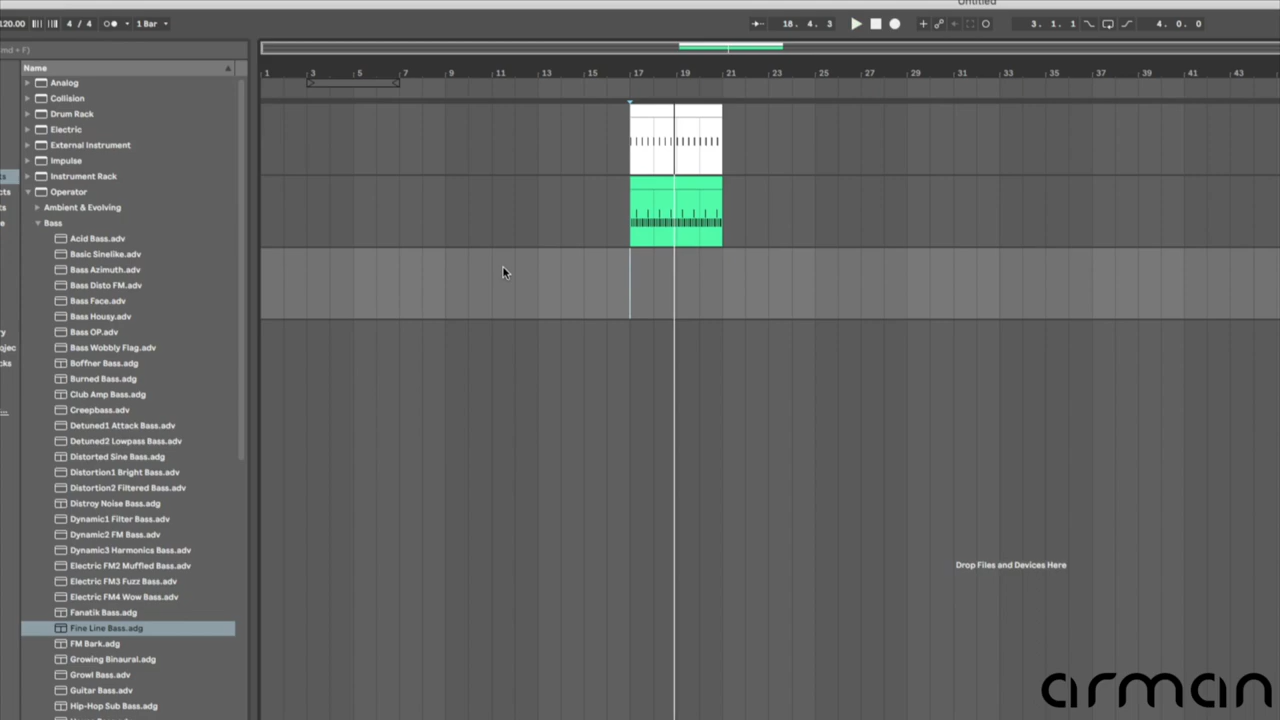 Untitled
120.00 4 / 4 1 Bar 18. 4. 3 3. 1. 1 4. 0. 0
md + F)
1 3 5 7 9 11 13 15 17 19 21 23 25 27 29 31 33 35 37 39 41 43
Name
Analog
Collision
Drum Rack
Electric
External Instrument
Impulse
ts Instrument Rack
cts Operator
ts Ambient & Evolving
e Bass
Acid Bass.adv
Basic Sinelike.adv
Bass Azimuth.adv
Bass Disto FM.adv
Bass Face.adv
Bass Housy.adv
ry Bass OP.adv
ojec Bass Wobbly Flag.adv
cks Boffner Bass.adg
Burned Bass.adg
Club Amp Bass.adg
... Creepbass.adv
Detuned1 Attack Bass.adv
Detuned2 Lowpass Bass.adv
Distorted Sine Bass.adg
Distortion1 Bright Bass.adv
Distortion2 Filtered Bass.adv
Distroy Noise Bass.adg
Dynamic1 Filter Bass.adv
Dynamic2 FM Bass.adv
Dynamic3 Harmonics Bass.adv
Electric FM2 Muffled Bass.adv
Drop Files and Devices Here
Electric FM3 Fuzz Bass.adv
Electric FM4 Wow Bass.adv
Fanatik Bass.adg
Fine Line Bass.adg
FM Bark.adg
Growing Binaural.adg
Growl Bass.adv
Guitar Bass.adv
Hip-Hop Sub Bass.adg
arman